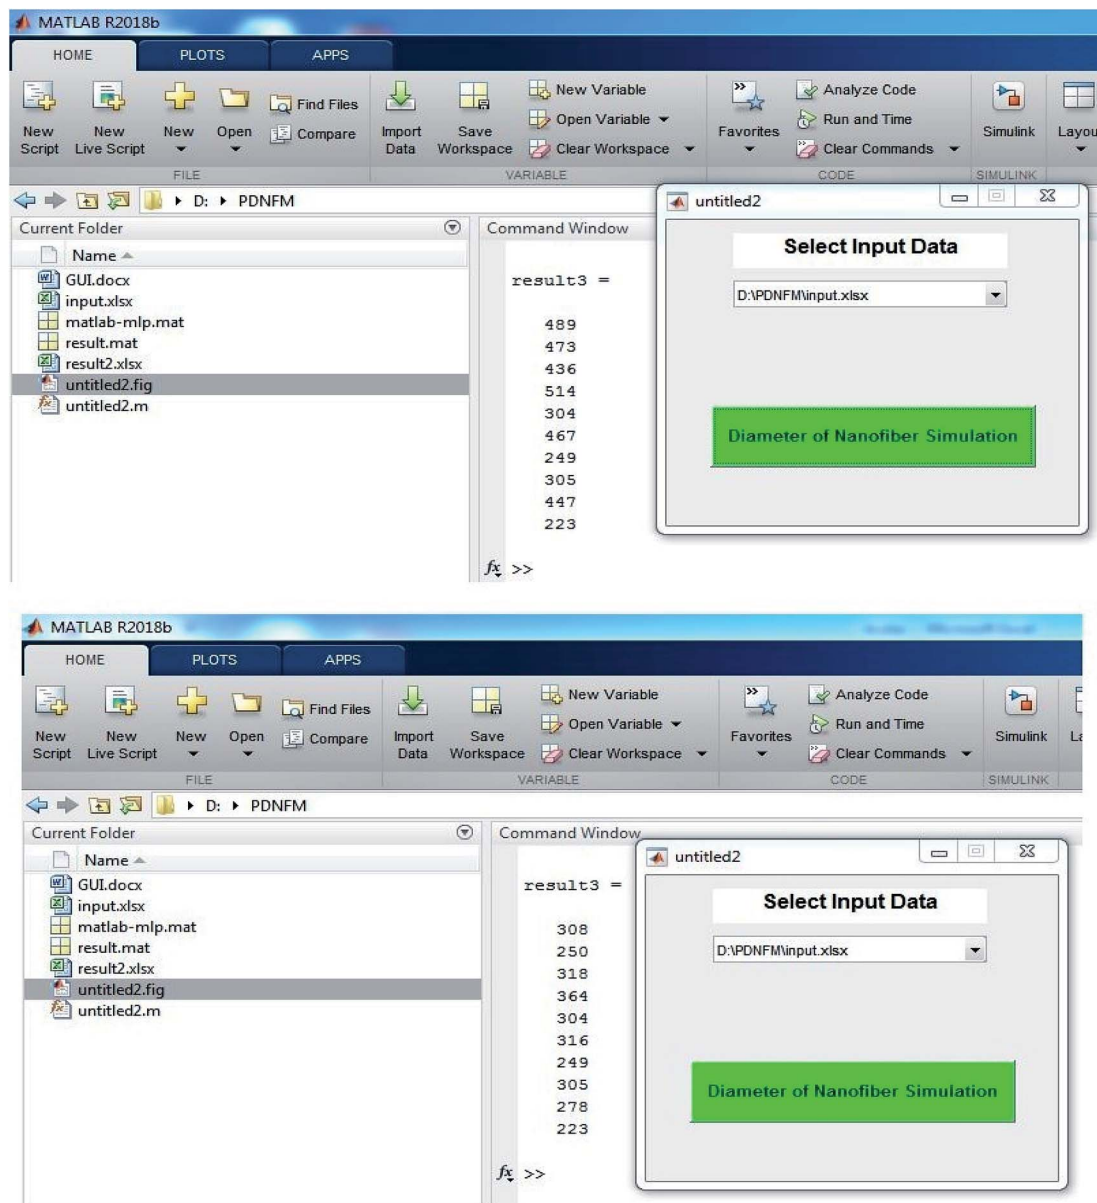 MATLAB R2018b
HOME PLOTS APPS
New Script
New Live Script
New
Open
Find Files
Compare
Import Data
Save Workspace
New Variable
Open Variable
Clear Workspace
Favorites
Analyze Code
Run and Time
Clear Commands
Simulink
Layou
FILE VARIABLE CODE SIMULINK
D: PDNFM
Current Folder
Name
GUI.docx
input.xlsx
matlab-mlp.mat
result.mat
result2.xlsx
untitled2.fig
untitled2.m
Command Window
result3 =
489
473
436
514
304
467
249
305
447
223
fx >>
untitled2
Select Input Data
D:\PDNFM\input.xlsx
Diameter of Nanofiber Simulation
MATLAB R2018b
HOME PLOTS APPS
New Script
New Live Script
New
Open
Find Files
Compare
Import Data
Save Workspace
New Variable
Open Variable
Clear Workspace
Favorites
Analyze Code
Run and Time
Clear Commands
Simulink
La
FILE VARIABLE CODE SIMULINK
D: PDNFM
Current Folder
Name
GUI.docx
input.xlsx
matlab-mlp.mat
result.mat
result2.xlsx
untitled2.fig
untitled2.m
Command Window
result3 =
308
250
318
364
304
316
249
305
278
223
fx >>
untitled2
Select Input Data
D:\PDNFM\input.xlsx
Diameter of Nanofiber Simulation